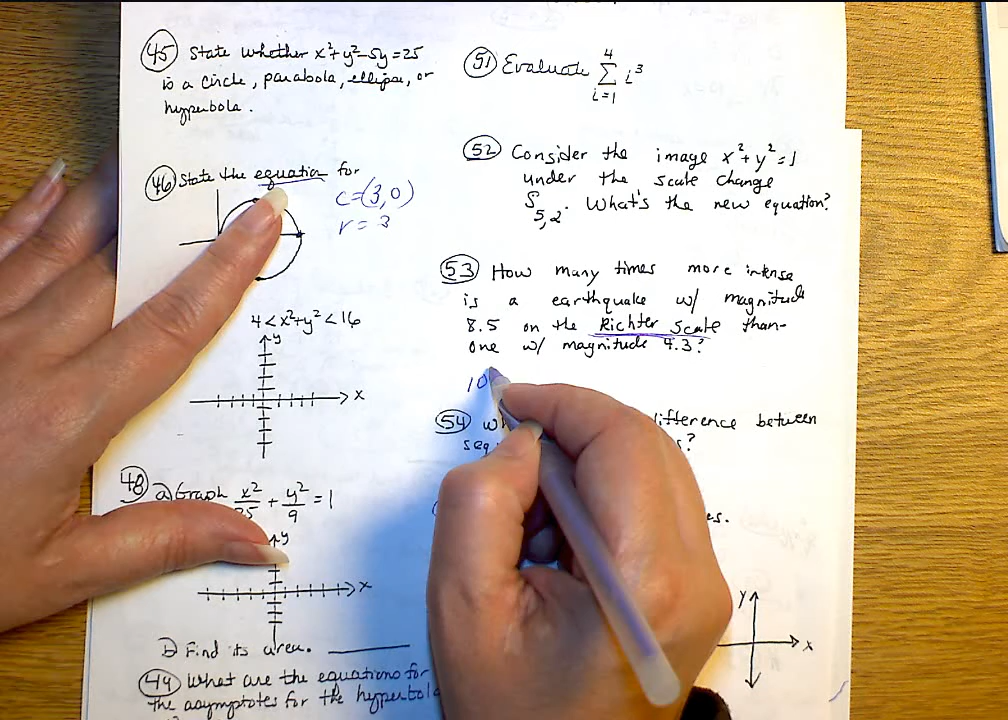 45 State whether x²+y²-5y=25
is a circle, parabola, ellipse, or
hyperbola.
46 State the equation for
c=(3,0)
r = 3
4<x²+y²<16
y
x
48 a) Graph x²/25 + y²/9 = 1
y
x
b) Find its area.
49 What are the equations for
the asymptotes for the hyperbola
51 Evaluate 4 Σ i=1 i³
52 Consider the image x²+y²=1
under the scale change
S5,2. What's the new equation?
53 How many times more intense
is a earthquake w/ magnitude
8.5 on the Richter scale than
one w/ magnitude 4.3?
10
54 difference between
?
es.
y
x